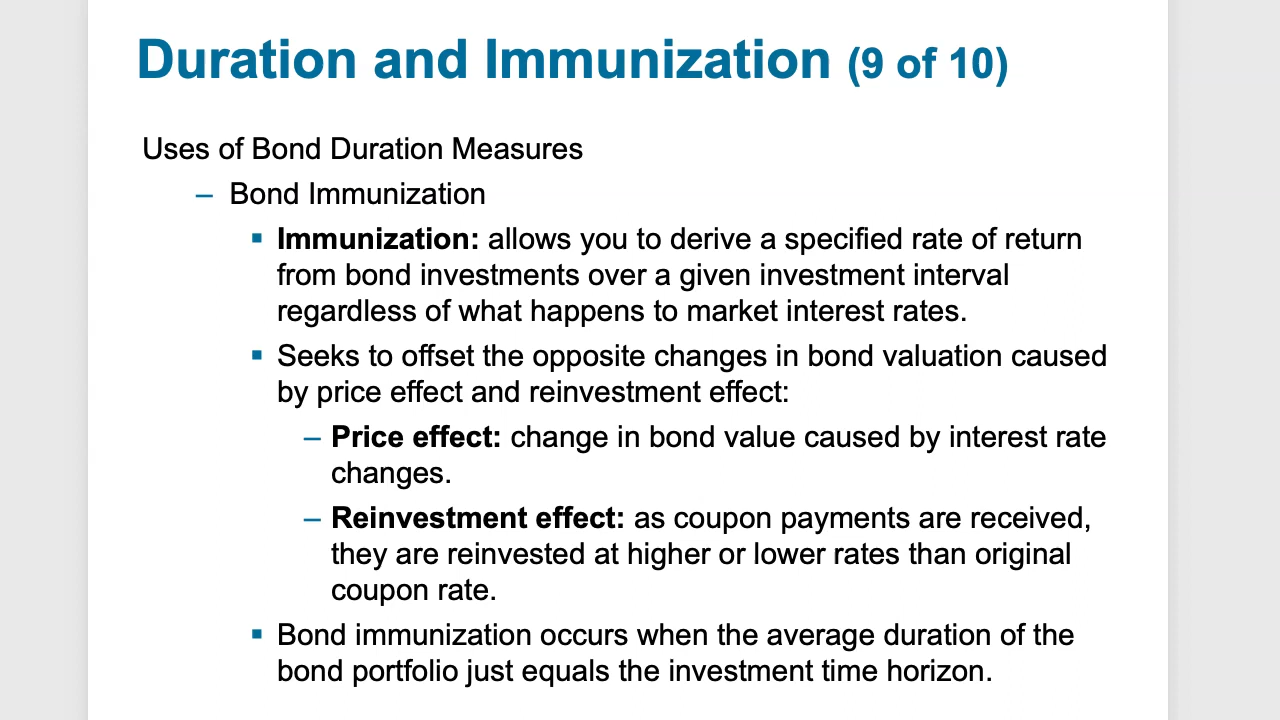 Duration and Immunization (9 of 10)
Uses of Bond Duration Measures
– Bond Immunization
▪ Immunization: allows you to derive a specified rate of return
from bond investments over a given investment interval
regardless of what happens to market interest rates.
▪ Seeks to offset the opposite changes in bond valuation caused
by price effect and reinvestment effect:
– Price effect: change in bond value caused by interest rate
changes.
– Reinvestment effect: as coupon payments are received,
they are reinvested at higher or lower rates than original
coupon rate.
▪ Bond immunization occurs when the average duration of the
bond portfolio just equals the investment time horizon.